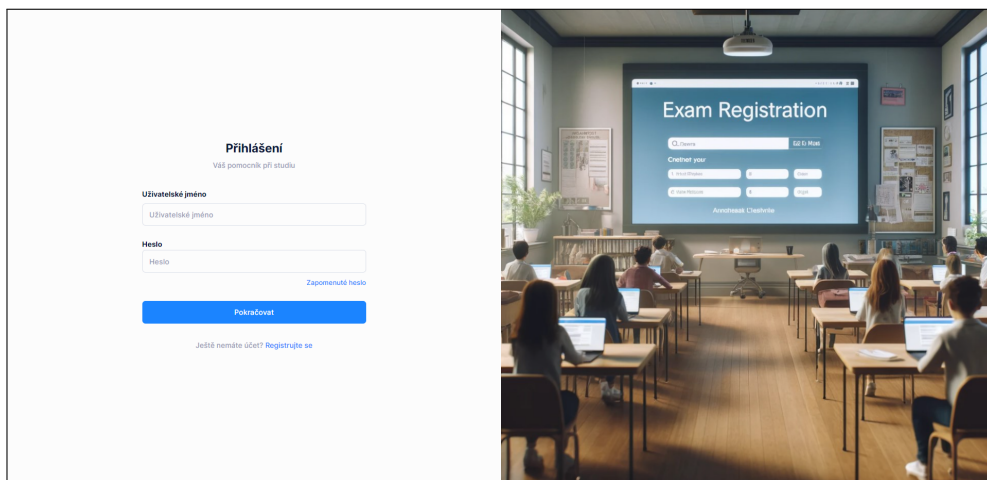 Přihlášení
Váš pomocník při studiu
Uživatelské jméno
Uživatelské jméno
Heslo
Heslo
Zapomenuté heslo
Pokračovat
Ještě nemáte účet? Registrujte se
Exam Registration